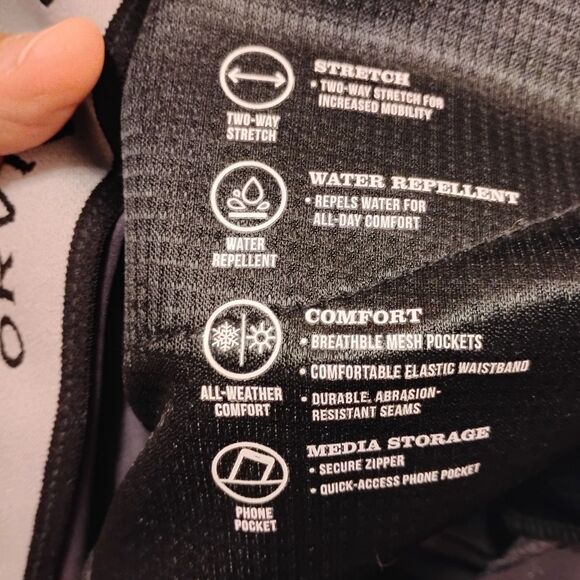 TWO-WAY
STRETCH
STRETCH
• TWO-WAY STRETCH FOR
INCREASED MOBILITY
WATER
REPELLENT
WATER REPELLENT
• REPELS WATER FOR
ALL-DAY COMFORT
ALL-WEATHER
COMFORT
COMFORT
• BREATHBLE MESH POCKETS
• COMFORTABLE ELASTIC WAISTBAND
• DURABLE, ABRASION-
RESISTANT SEAMS
PHONE
POCKET
MEDIA STORAGE
• SECURE ZIPPER
• QUICK-ACCESS PHONE POCKET